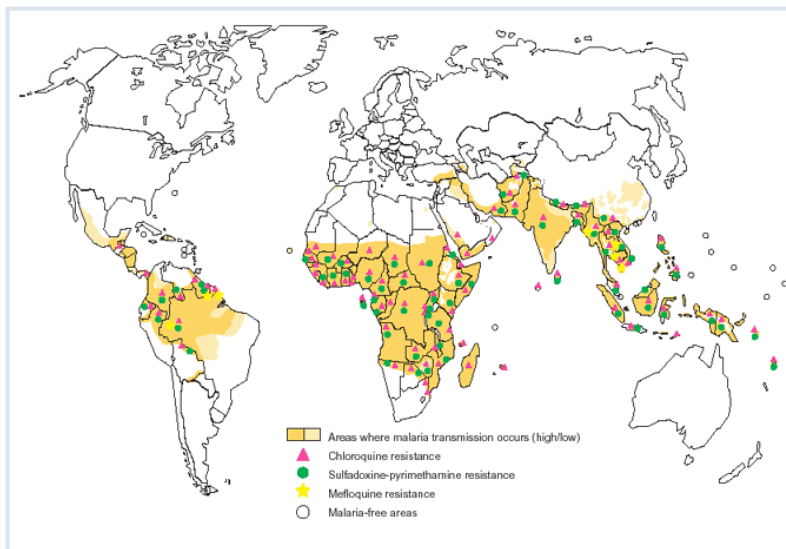 Areas where malaria transmission occurs (high/low)
Chloroquine resistance
Sulfadoxine-pyrimethamine resistance
Mefloquine resistance
Malaria-free areas